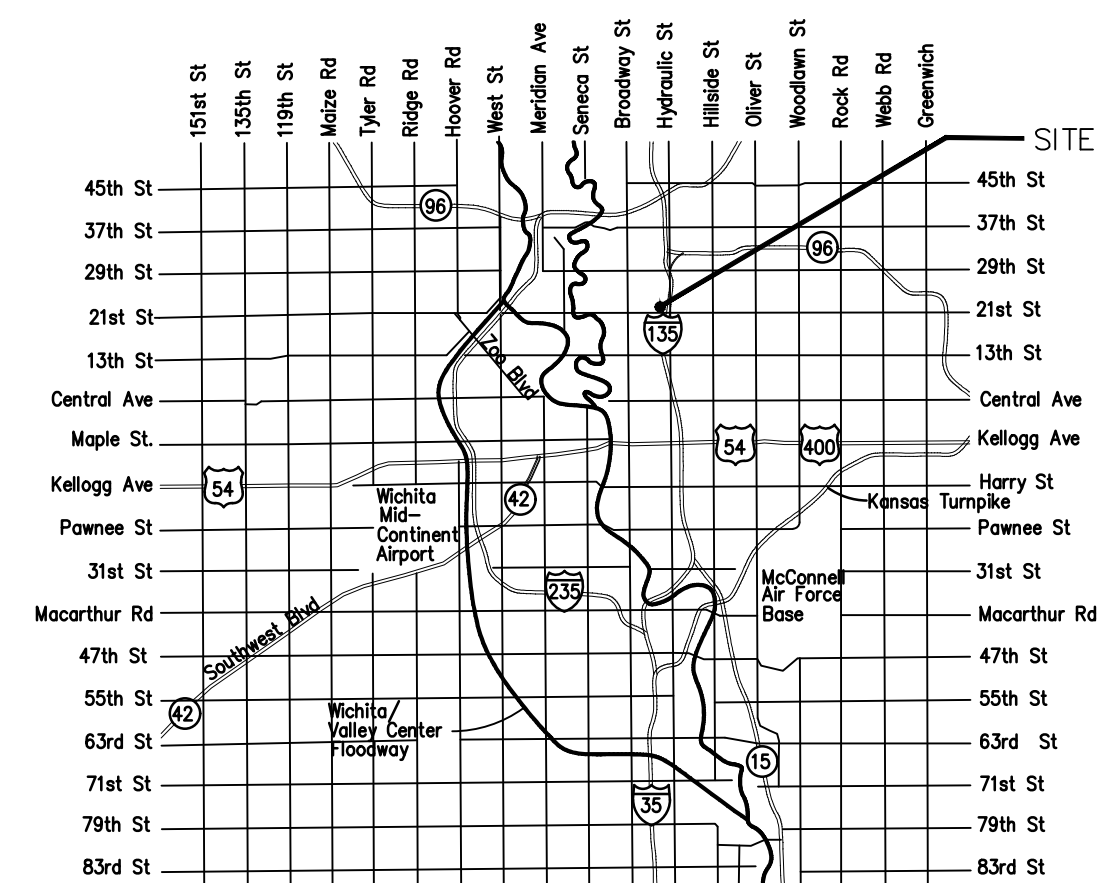 151st St
135th St
119th St
Maize Rd
Tyler Rd
Ridge Rd
Hoover Rd
West St
Meridian Ave
Seneca St
Broadway St
Hydraulic St
Hillside St
Oliver St
Woodlawn St
Rock Rd
Webb Rd
Greenwich
SITE
45th St
45th St
96
37th St
37th St
96
29th St
29th St
21st St
21st St
135
13th St
13th St
Zoo Blvd
Central Ave
Central Ave
Maple St.
54
400
Kellogg Ave
Kellogg Ave
54
Harry St
Wichita
Mid-
Continent
Airport
42
Kansas Turnpike
Pawnee St
Pawnee St
31st St
31st St
235
McConnell
Air Force
Base
Macarthur Rd
Macarthur Rd
Southwest Blvd
47th St
47th St
55th St
55th St
42
Wichita/
Valley Center
Floodway
63rd St
63rd St
15
71st St
71st St
35
79th St
79th St
83rd St
83rd St